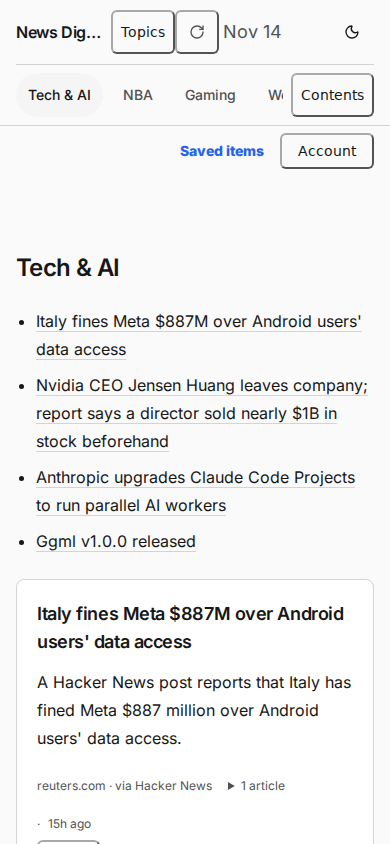 News Dig...
Topics
Nov 14
Tech & AI
NBA
Gaming
Contents
Saved items
Account
Tech & AI
Italy fines Meta $887M over Android users'
data access
Nvidia CEO Jensen Huang leaves company;
report says a director sold nearly $1B in
stock beforehand
Anthropic upgrades Claude Code Projects
to run parallel AI workers
Ggml v1.0.0 released
Italy fines Meta $887M over Android
users' data access
A Hacker News post reports that Italy has
fined Meta $887 million over Android
users' data access.
reuters.com · via Hacker News ▶ 1 article
· 15h ago